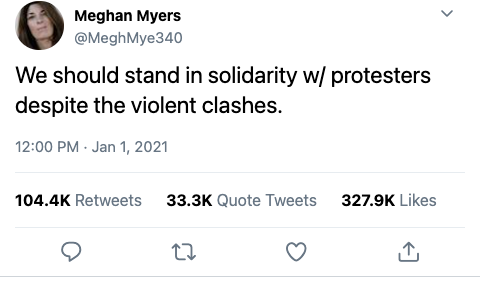 Meghan Myers
@MeghMye340
We should stand in solidarity w/ protesters
despite the violent clashes.
12:00 PM · Jan 1, 2021
104.4K Retweets 33.3K Quote Tweets 327.9K Likes